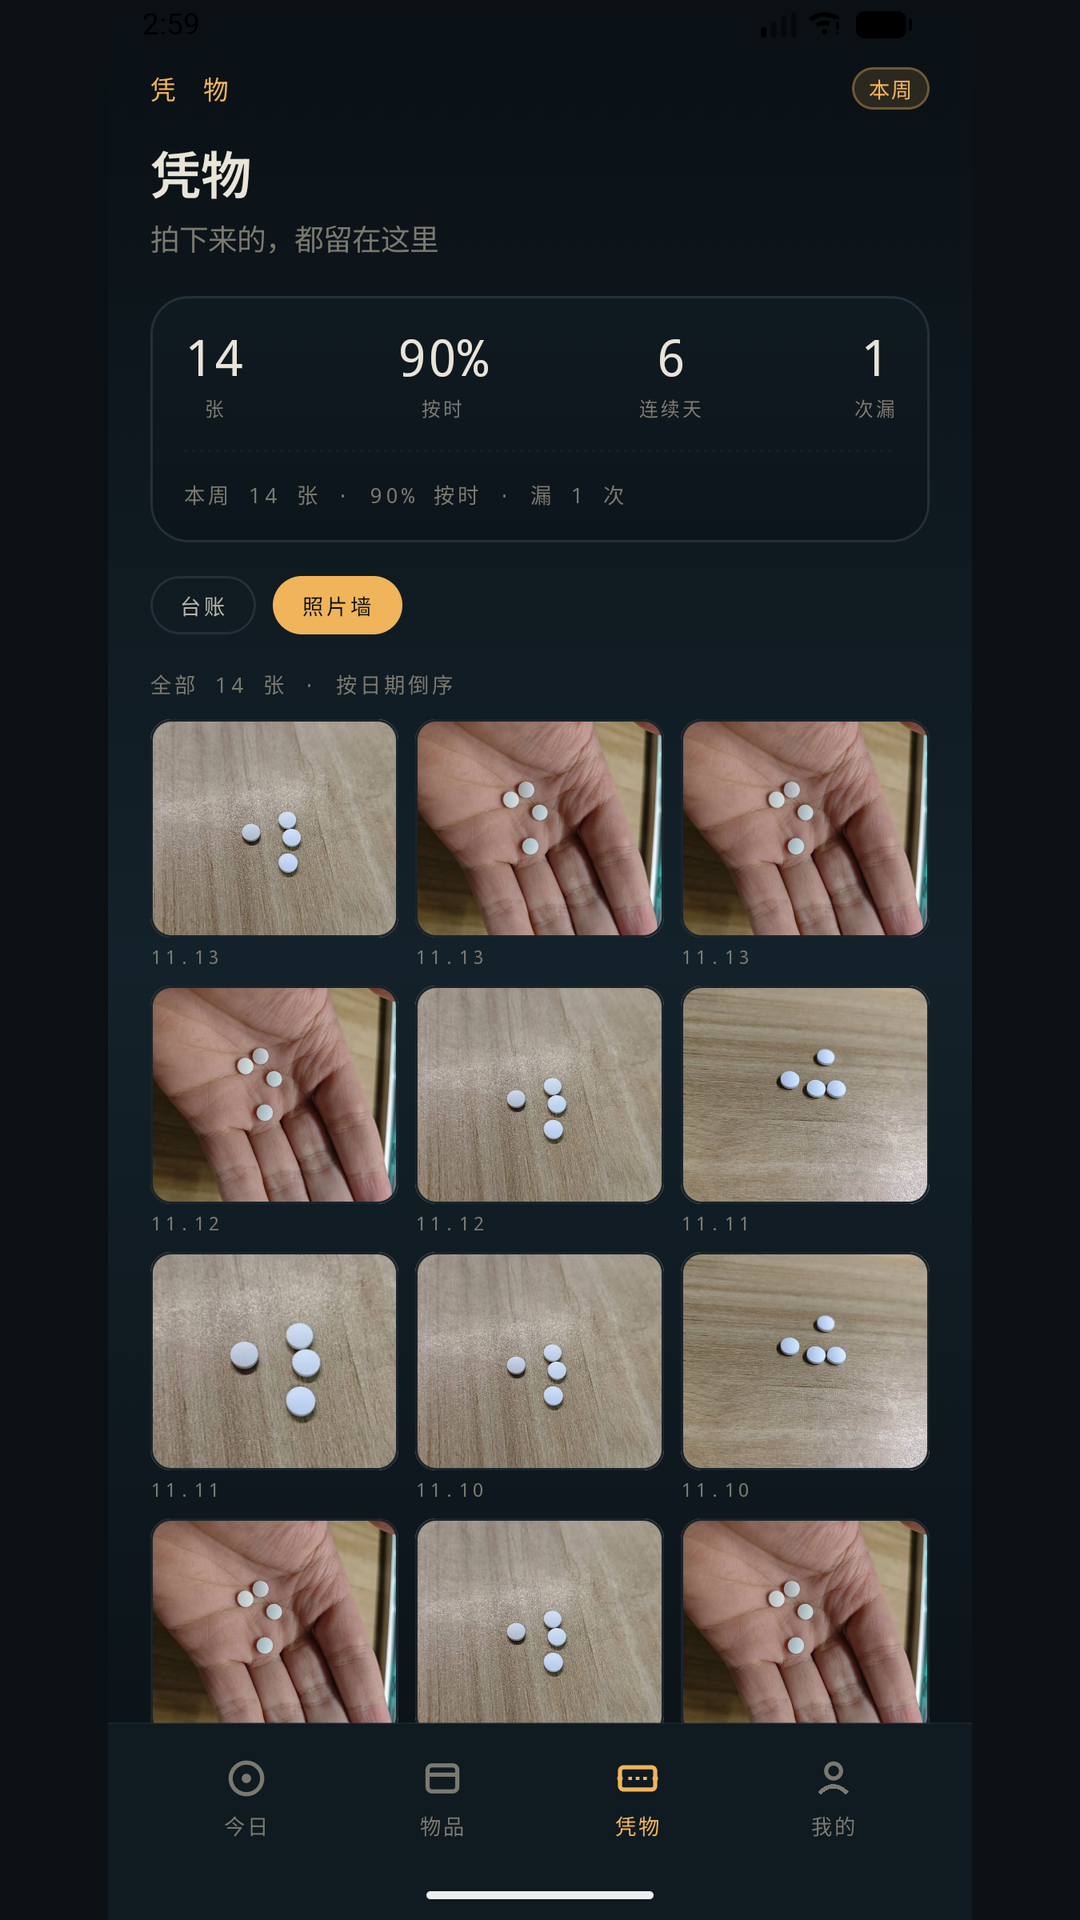 2:59
凭 物
本周
凭物
拍下来的，都留在这里
14 90% 6 1
张 按时 连续天 次漏
本周 14 张 · 90% 按时 · 漏 1 次
台账 照片墙
全部 14 张 · 按日期倒序
11.13 11.13 11.13
11.12 11.12 11.11
11.11 11.10 11.10
今日 物品 凭物 我的